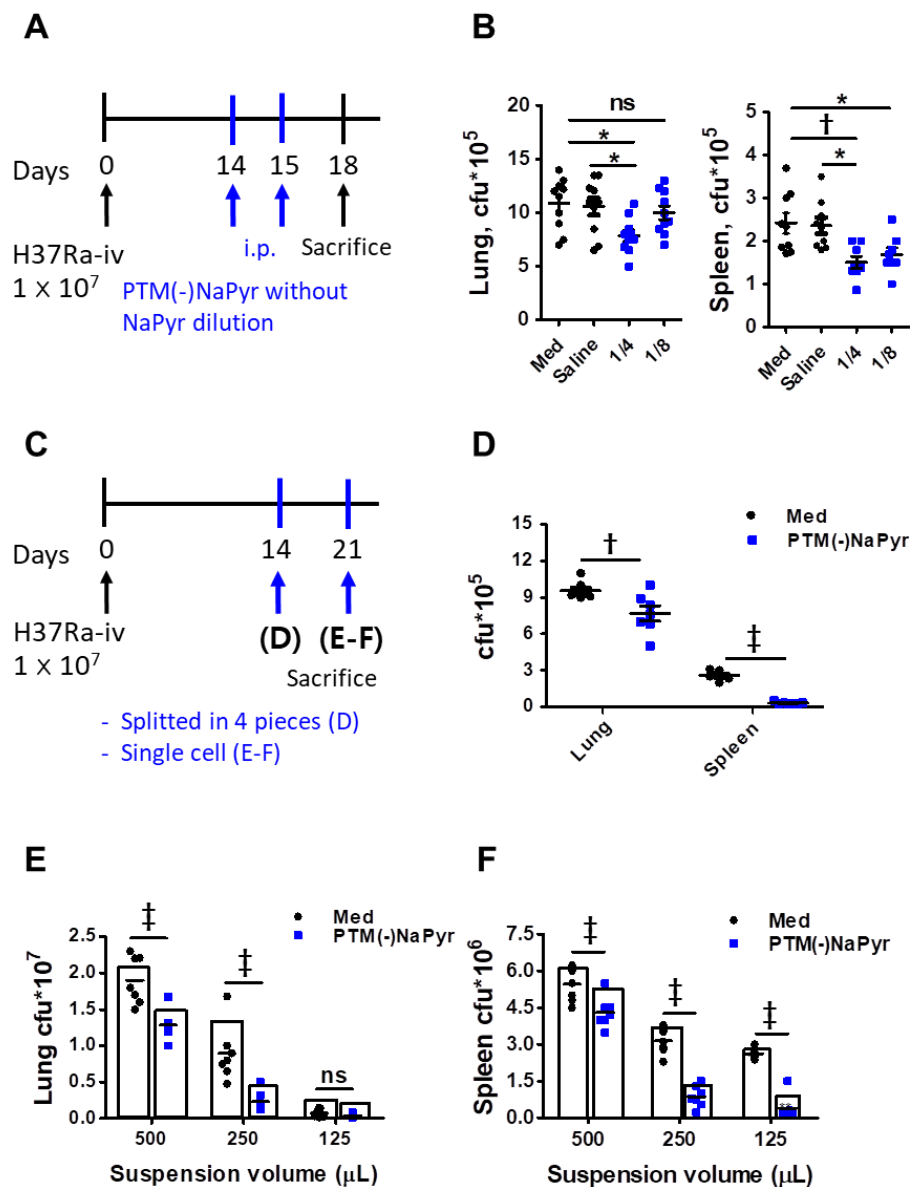 A
Days 0 14 15 18
i.p. Sacrifice
H37Ra-iv
1 × 10⁷
PTM(-)NaPyr without
NaPyr dilution
B
Lung, cfu*10⁵
20
15
10
5
0
ns
*
*
Med Saline 1/4 1/8
Spleen, cfu*10⁵
5
4
3
2
1
0
*
†
*
Med Saline 1/4 1/8
C
Days 0 14 21
H37Ra-iv
1 × 10⁷
(D) (E-F)
Sacrifice
- Splitted in 4 pieces (D)
- Single cell (E-F)
D
Med
PTM(-)NaPyr
cfu*10⁵
15
12
9
6
3
0
†
‡
Lung Spleen
E
Med
PTM(-)NaPyr
Lung cfu*10⁷
2.5
2.0
1.5
1.0
0.5
0.0
‡
‡
ns
500 250 125
Suspension volume (μL)
F
Med
PTM(-)NaPyr
Spleen cfu*10⁶
7.5
6.0
4.5
3.0
1.5
0.0
‡
‡
‡
500 250 125
Suspension volume (μL)